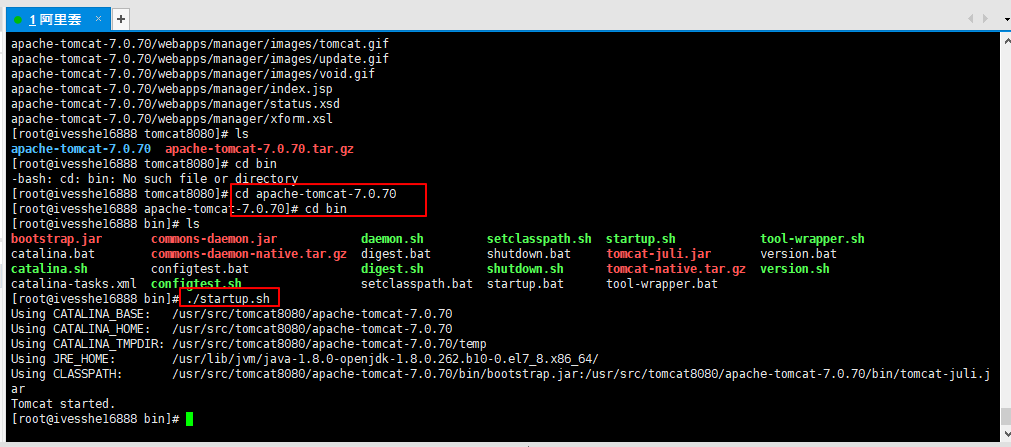 1 阿里雲 × +
apache-tomcat-7.0.70/webapps/manager/images/tomcat.gif
apache-tomcat-7.0.70/webapps/manager/images/update.gif
apache-tomcat-7.0.70/webapps/manager/images/void.gif
apache-tomcat-7.0.70/webapps/manager/index.jsp
apache-tomcat-7.0.70/webapps/manager/status.xsd
apache-tomcat-7.0.70/webapps/manager/xform.xsl
[root@ivesshe16888 tomcat8080]# ls
apache-tomcat-7.0.70  apache-tomcat-7.0.70.tar.gz
[root@ivesshe16888 tomcat8080]# cd bin
-bash: cd: bin: No such file or directory
[root@ivesshe16888 tomcat8080]# cd apache-tomcat-7.0.70
[root@ivesshe16888 apache-tomcat-7.0.70]# cd bin
[root@ivesshe16888 bin]# ls
bootstrap.jar       commons-daemon.jar            daemon.sh         setclasspath.sh  startup.sh            tool-wrapper.sh
catalina.bat        commons-daemon-native.tar.gz  digest.bat        shutdown.bat     tomcat-juli.jar       version.bat
catalina.sh         configtest.bat                digest.sh         shutdown.sh      tomcat-native.tar.gz  version.sh
catalina-tasks.xml  configtest.sh                 setclasspath.bat  startup.bat      tool-wrapper.bat
[root@ivesshe16888 bin]# ./startup.sh
Using CATALINA_BASE:   /usr/src/tomcat8080/apache-tomcat-7.0.70
Using CATALINA_HOME:   /usr/src/tomcat8080/apache-tomcat-7.0.70
Using CATALINA_TMPDIR: /usr/src/tomcat8080/apache-tomcat-7.0.70/temp
Using JRE_HOME:        /usr/lib/jvm/java-1.8.0-openjdk-1.8.0.262.b10-0.el7_8.x86_64/
Using CLASSPATH:       /usr/src/tomcat8080/apache-tomcat-7.0.70/bin/bootstrap.jar:/usr/src/tomcat8080/apache-tomcat-7.0.70/bin/tomcat-juli.j
ar
Tomcat started.
[root@ivesshe16888 bin]#